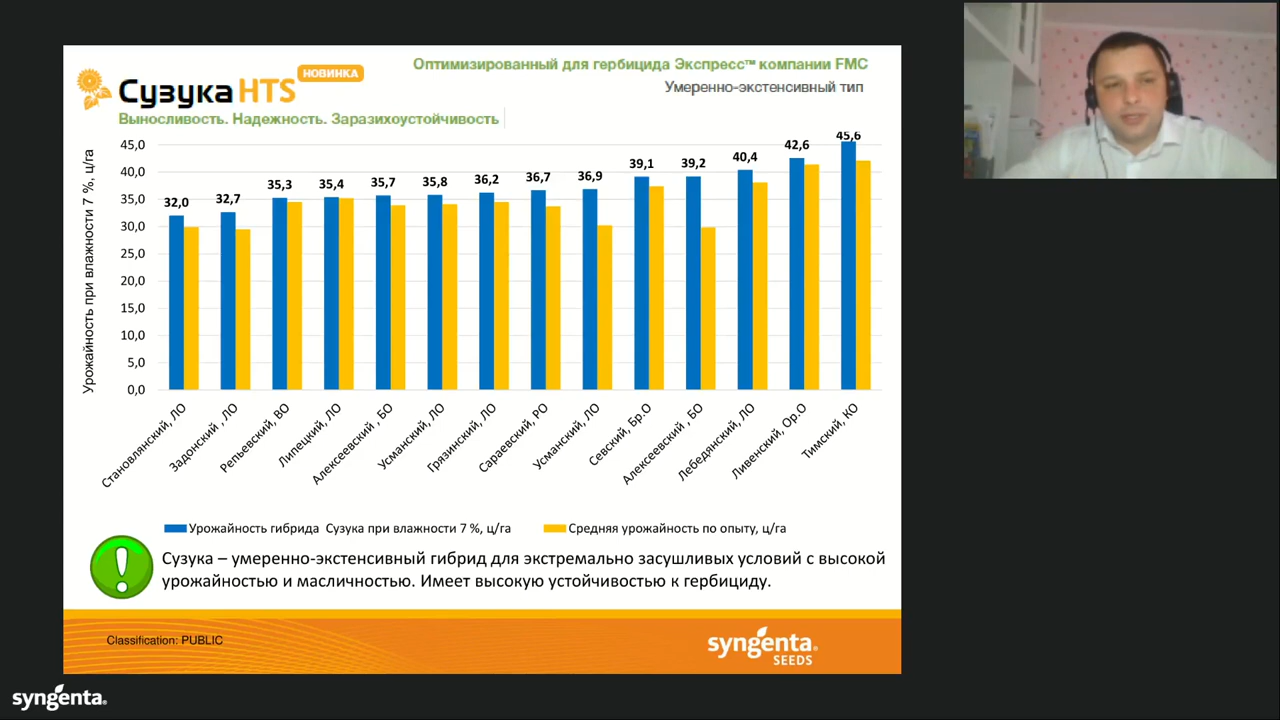 Сузука HTS НОВИНКА
Оптимизированный для гербицида Экспресс™ компании FMC
Умеренно-экстенсивный тип
Выносливость. Надежность. Заразихоустойчивость
Урожайность при влажности 7 %, ц/га
45,0
40,0
35,0
30,0
25,0
20,0
15,0
10,0
5,0
0,0
32,0
32,7
35,3
35,4
35,7
35,8
36,2
36,7
36,9
39,1
39,2
40,4
42,6
45,6
Становлянский, ЛО
Задонский , ЛО
Репьевский, ВО
Липецкий, ЛО
Алексеевский , БО
Усманский, ЛО
Грязинский, ЛО
Сараевский, РО
Усманский, ЛО
Севский, Бр.О
Алексеевский , БО
Лебедянский, ЛО
Ливенский, Ор.О
Тимский, КО
Урожайность гибрида Сузука при влажности 7 %, ц/га
Средняя урожайность по опыту, ц/га
Сузука – умеренно-экстенсивный гибрид для экстремально засушливых условий с высокой
урожайностью и масличностью. Имеет высокую устойчивостью к гербициду.
Classification: PUBLIC
syngenta
SEEDS
syngenta